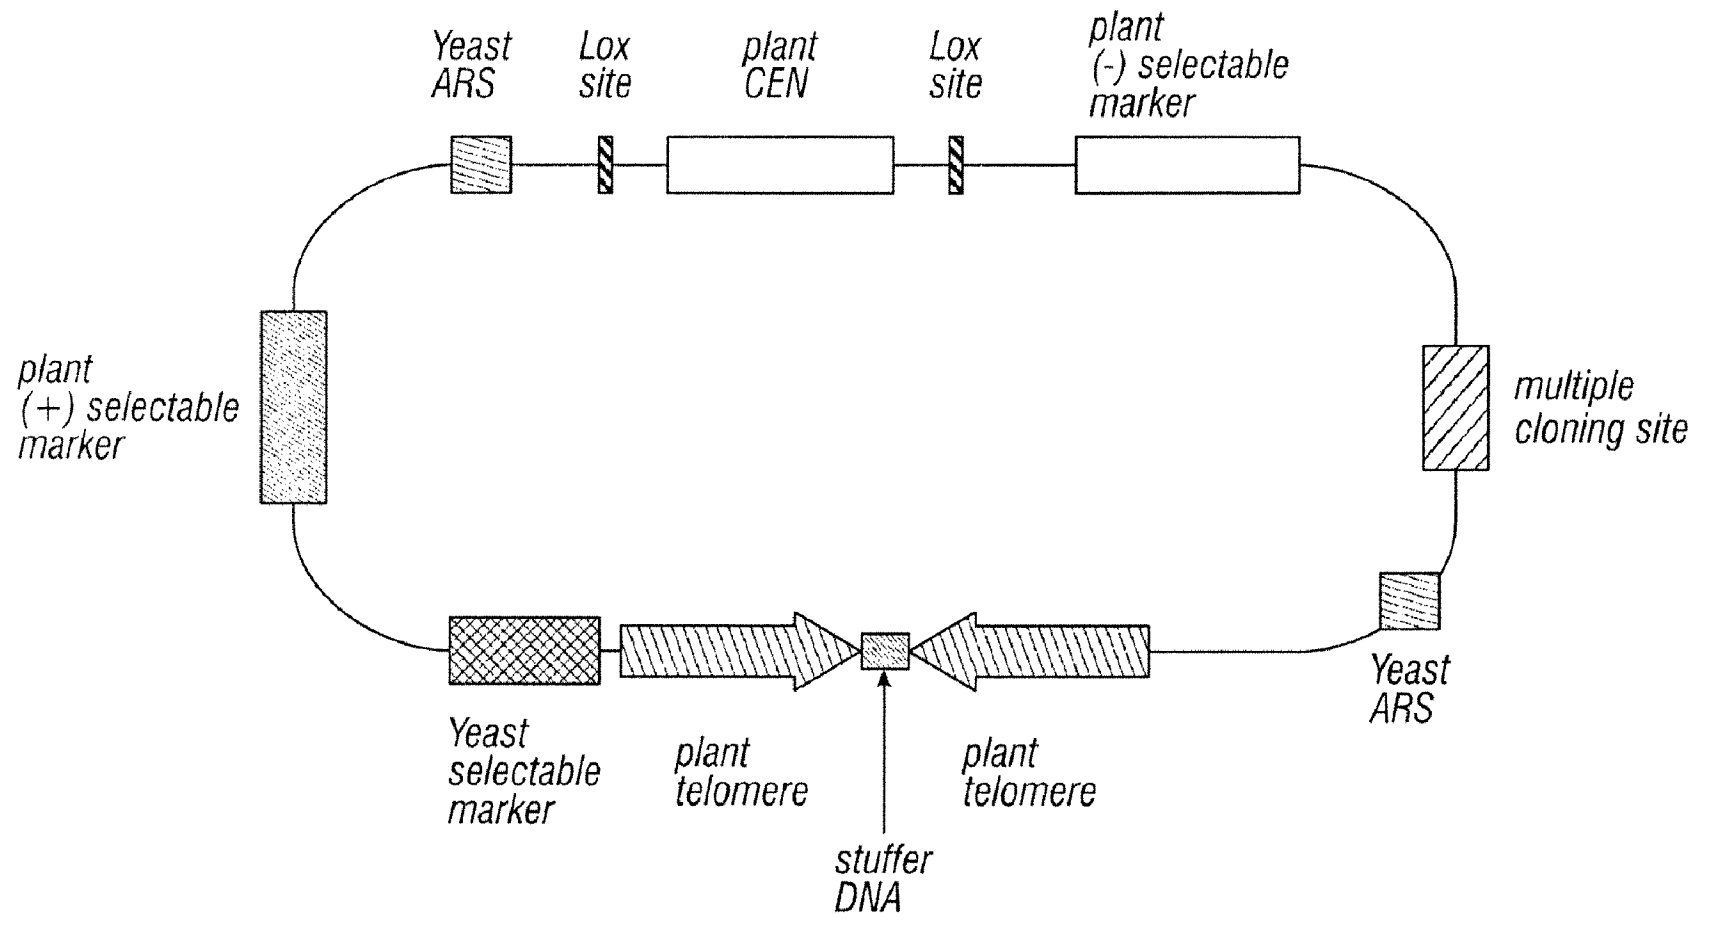 Yeast
ARS
Lox
site
plant
CEN
Lox
site
plant
(-) selectable
marker
plant
(+) selectable
marker
multiple
cloning site
Yeast
ARS
Yeast
selectable
marker
plant
telomere
plant
telomere
stuffer
DNA